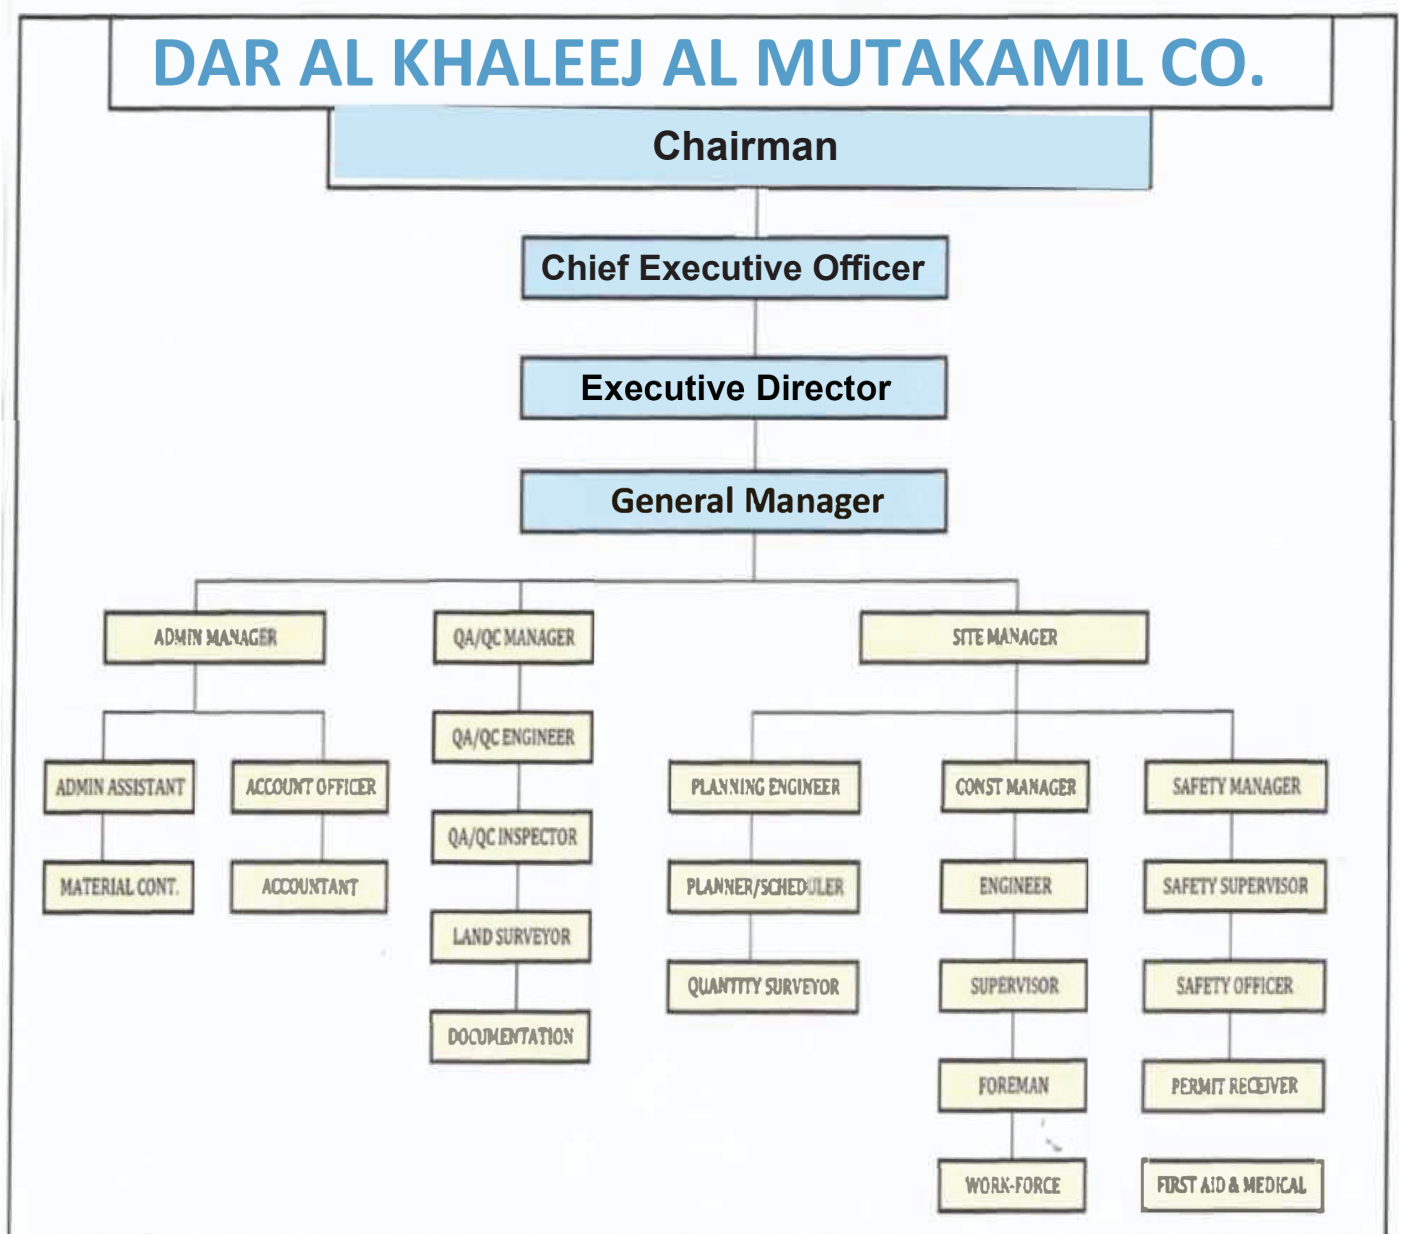 DAR AL KHALEEJ AL MUTAKAMIL CO.
Chairman
Chief Executive Officer
Executive Director
General Manager
ADMIN MANAGER
QA/QC MANAGER
SITE MANAGER
QA/QC ENGINEER
ADMIN ASSISTANT
ACCOUNT OFFICER
PLANNING ENGINEER
CONST MANAGER
SAFETY MANAGER
QA/QC INSPECTOR
MATERIAL CONT.
ACCOUNTANT
PLANNER/SCHEDULER
ENGINEER
SAFETY SUPERVISOR
LAND SURVEYOR
QUANTITY SURVEYOR
SUPERVISOR
SAFETY OFFICER
DOCUMENTATION
FOREMAN
PERMIT RECEIVER
WORK-FORCE
FIRST AID & MEDICAL